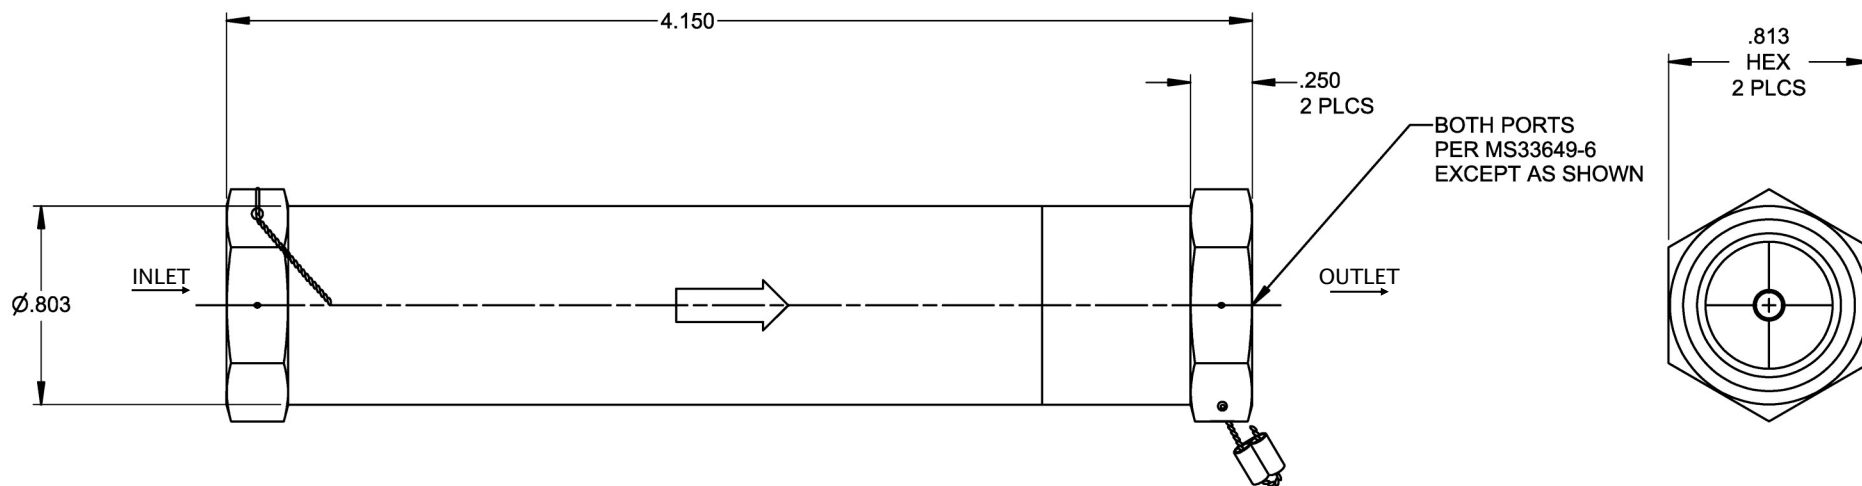 4.150
.813
HEX
2 PLCS
.250
2 PLCS
BOTH PORTS
PER MS33649-6
EXCEPT AS SHOWN
INLET
OUTLET
Ø.803